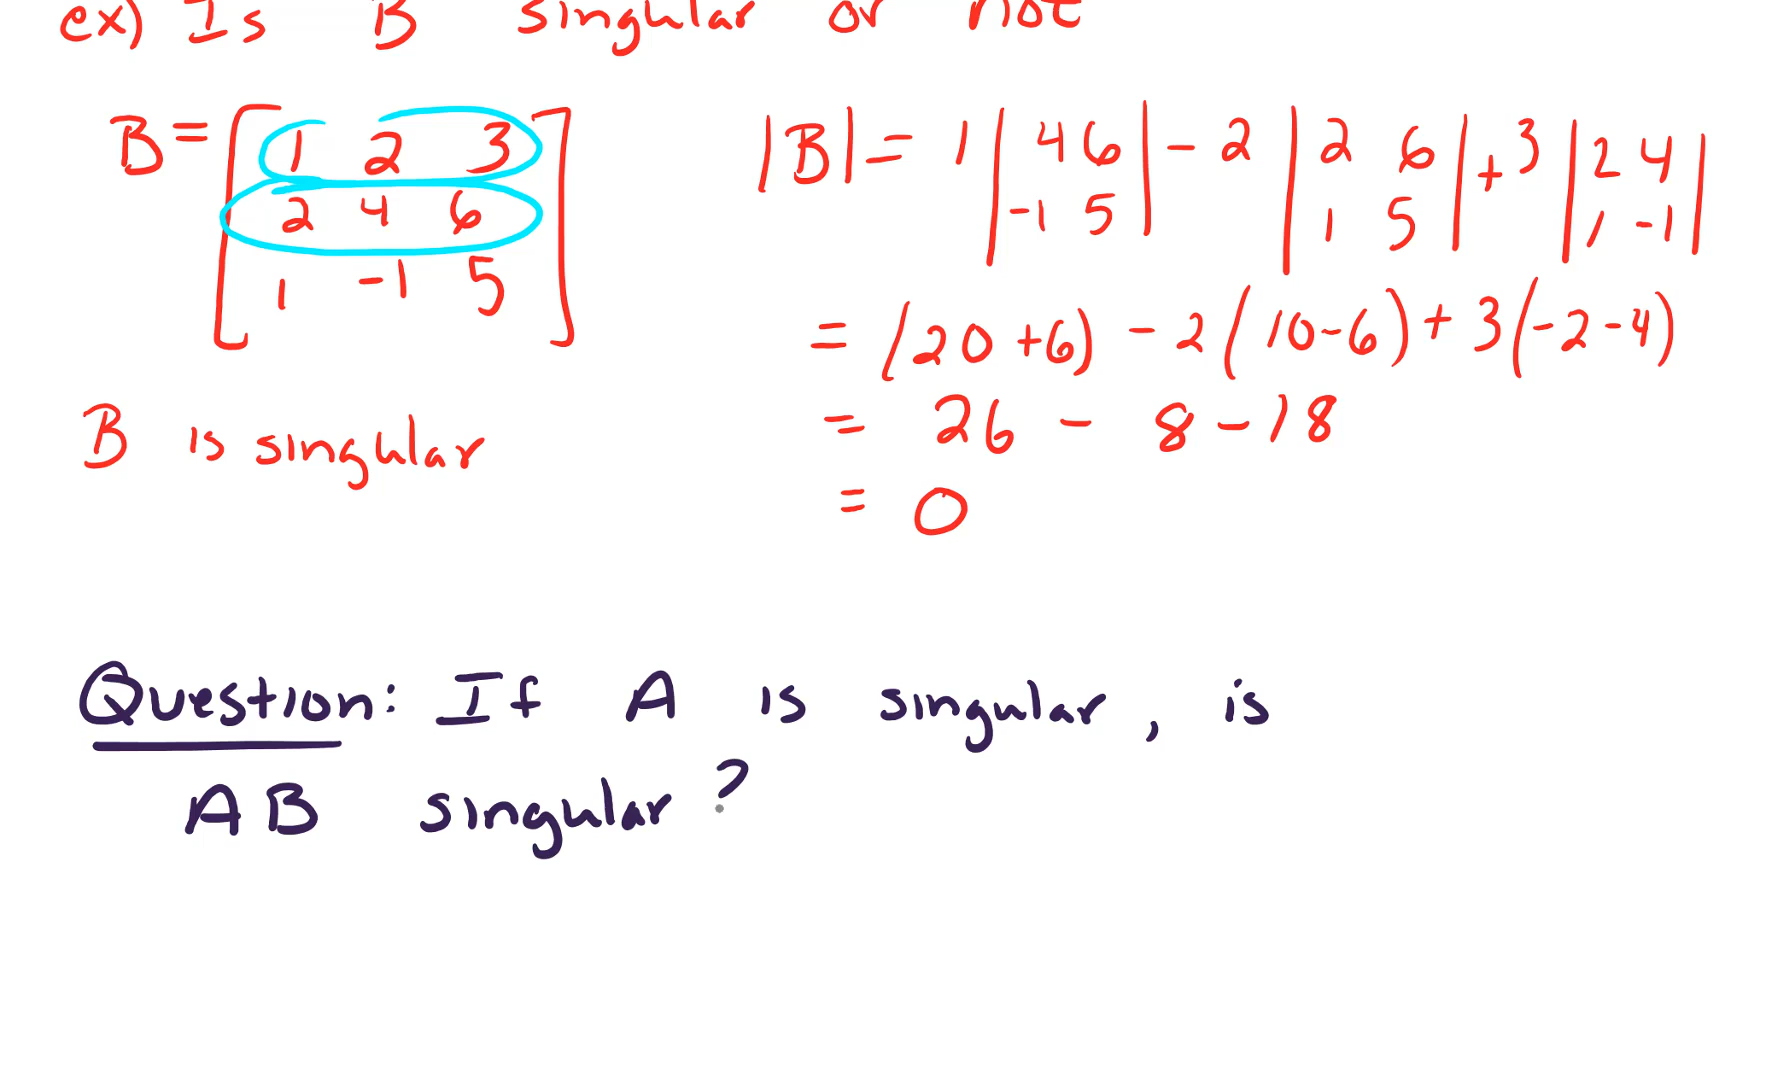 ex) Is B singular or not
B = [1 2 3
2 4 6
1 -1 5]
|B| = 1 |4 6| - 2 |2 6| + 3 |2 4|
|-1 5| |1 5| |1 -1|
= (20 + 6) - 2(10 - 6) + 3(-2 - 4)
= 26 - 8 - 18
= 0
B is singular
Question: If A is singular, is
AB singular?